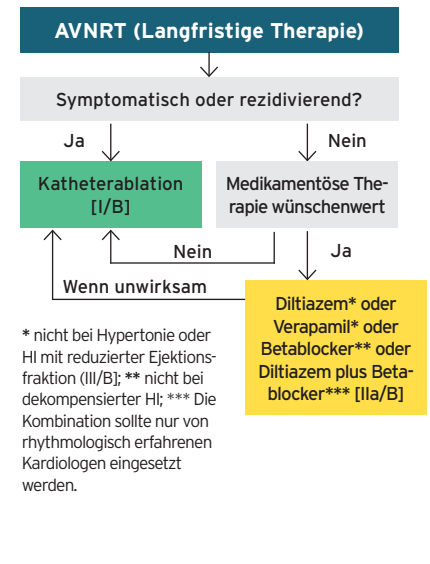 AVNRT (Langfristige Therapie)
Symptomatisch oder rezidivierend?
Ja
Nein
Katheterablation
[I/B]
Medikamentöse The-
rapie wünschenwert
Nein
Ja
Wenn unwirksam
Diltiazem* oder
Verapamil* oder
Betablocker** oder
Diltiazem plus Beta-
blocker*** [IIa/B]
* nicht bei Hypertonie oder
HI mit reduzierter Ejektions-
fraktion (III/B]; ** nicht bei
dekompensierter HI; *** Die
Kombination sollte nur von
rhythmologisch erfahrenen
Kardiologen eingesetzt
werden.